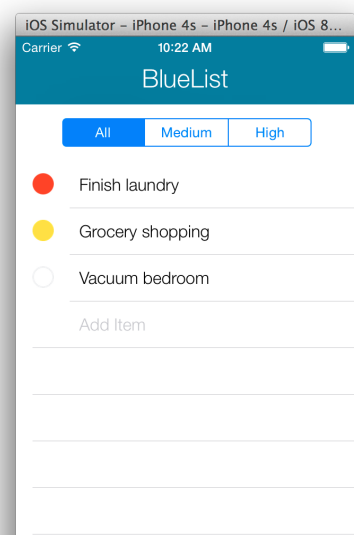 iOS Simulator – iPhone 4s – iPhone 4s / iOS 8...
Carrier 10:22 AM
BlueList
All Medium High
Finish laundry
Grocery shopping
Vacuum bedroom
Add Item